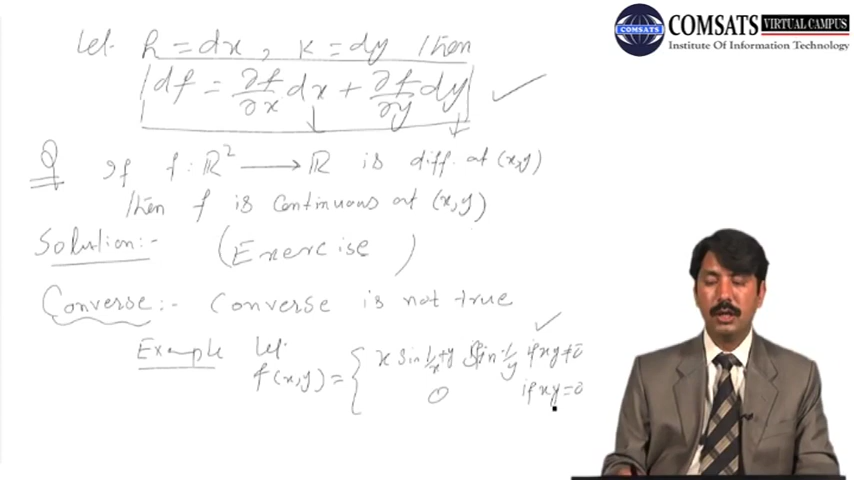 COMSATS VIRTUAL CAMPUS
Institute Of Information Technology
Let h = dx, k = dy then
df = ∂f/∂x dx + ∂f/∂y dy ✓
Q If f : ℝ² ⟶ ℝ is diff. at (x,y)
then f is continuous at (x,y)
Solution:- (Exercise)
Converse:- Converse is not true
Example Let ✓
f(x,y) = { x sin 1/x + y sin 1/y if xy ≠ 0
0 if xy = 0